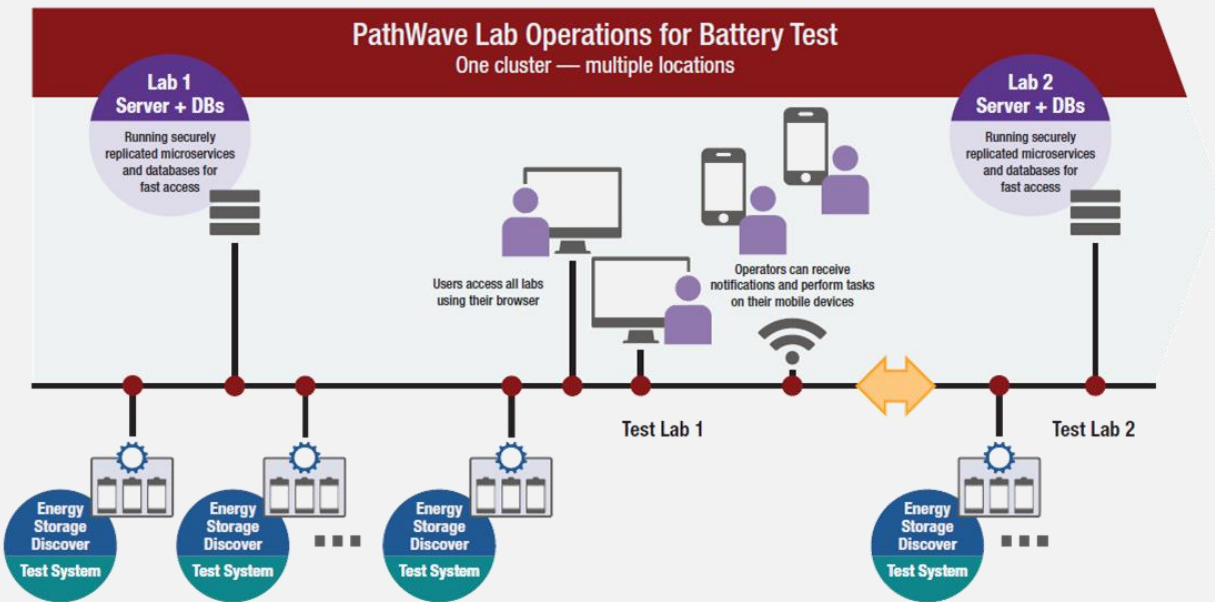 PathWave Lab Operations for Battery Test
One cluster — multiple locations
Lab 1
Server + DBs
Running securely
replicated microservices
and databases for
fast access
Lab 2
Server + DBs
Running securely
replicated microservices
and databases for
fast access
Users access all labs
using their browser
Operators can receive
notifications and perform tasks
on their mobile devices
Test Lab 1
Test Lab 2
Energy
Storage
Discover
Test System
Energy
Storage
Discover
Test System
Energy
Storage
Discover
Test System
Energy
Storage
Discover
Test System